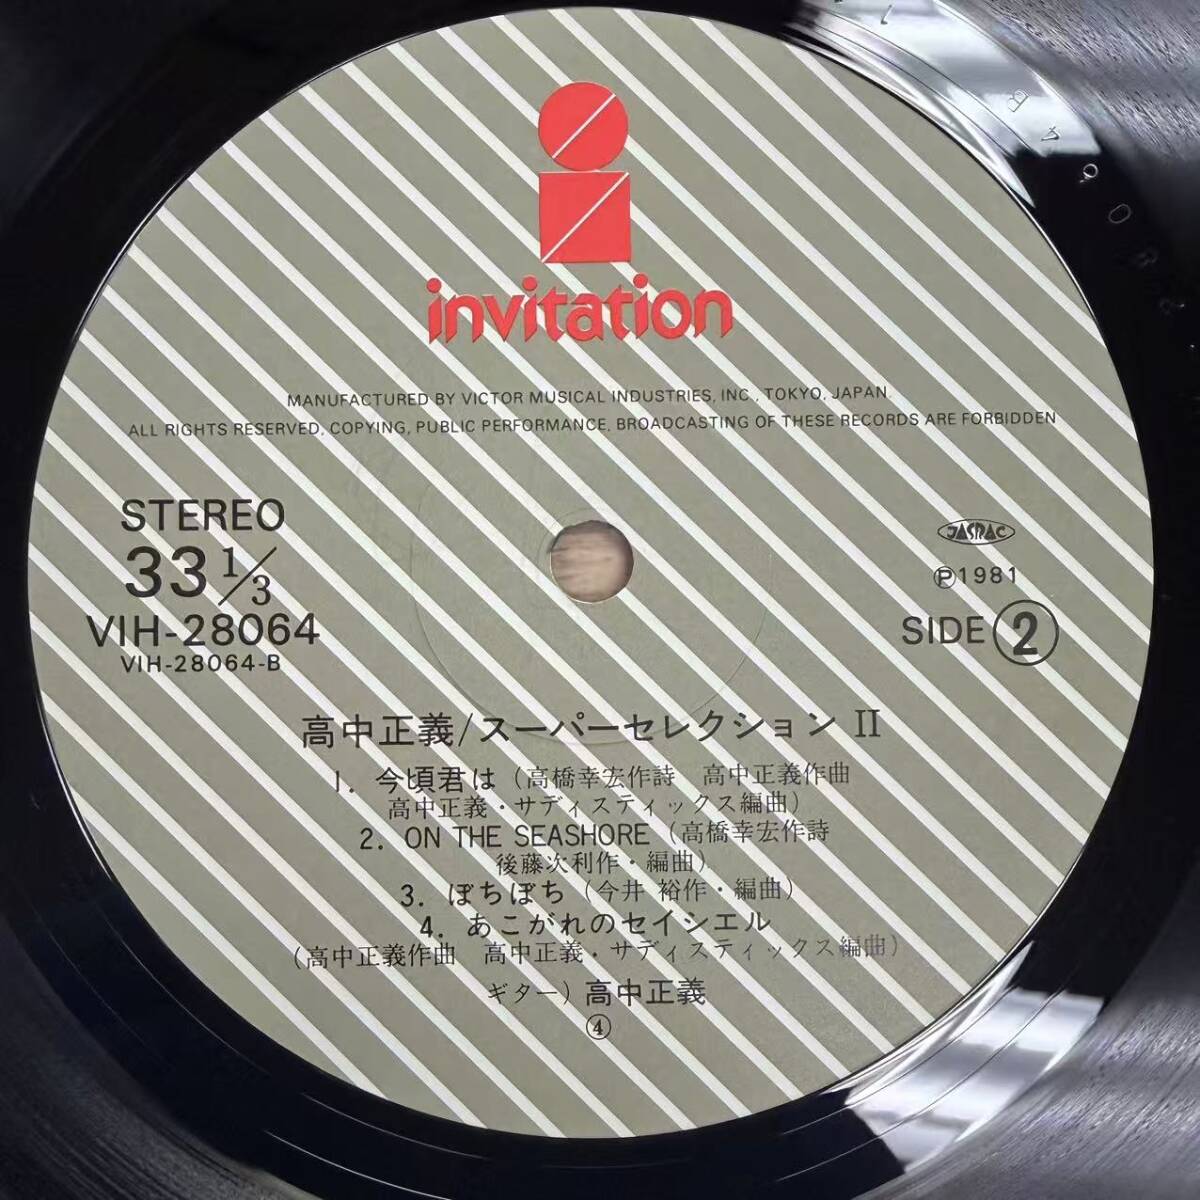 invitation
MANUFACTURED BY VICTOR MUSICAL INDUSTRIES, INC., TOKYO, JAPAN.
ALL RIGHTS RESERVED. COPYING, PUBLIC PERFORMANCE, BROADCASTING OF THESE RECORDS ARE FORBIDDEN
STEREO
33 1/3
VIH-28064
VIH-28064-B
JASRAC
Ⓟ1981
SIDE ②
高中正義/スーパーセレクション II
1. 今頃君は (高橋幸宏作詩 高中正義作曲
高中正義・サディスティックス編曲)
2. ON THE SEASHORE (高橋幸宏作詩
後藤次利作・編曲)
3. ぼちぼち (今井 裕作・編曲)
4. あこがれのセイシエル
(高中正義作曲 高中正義・サディスティックス編曲)
ギター) 高中正義
④